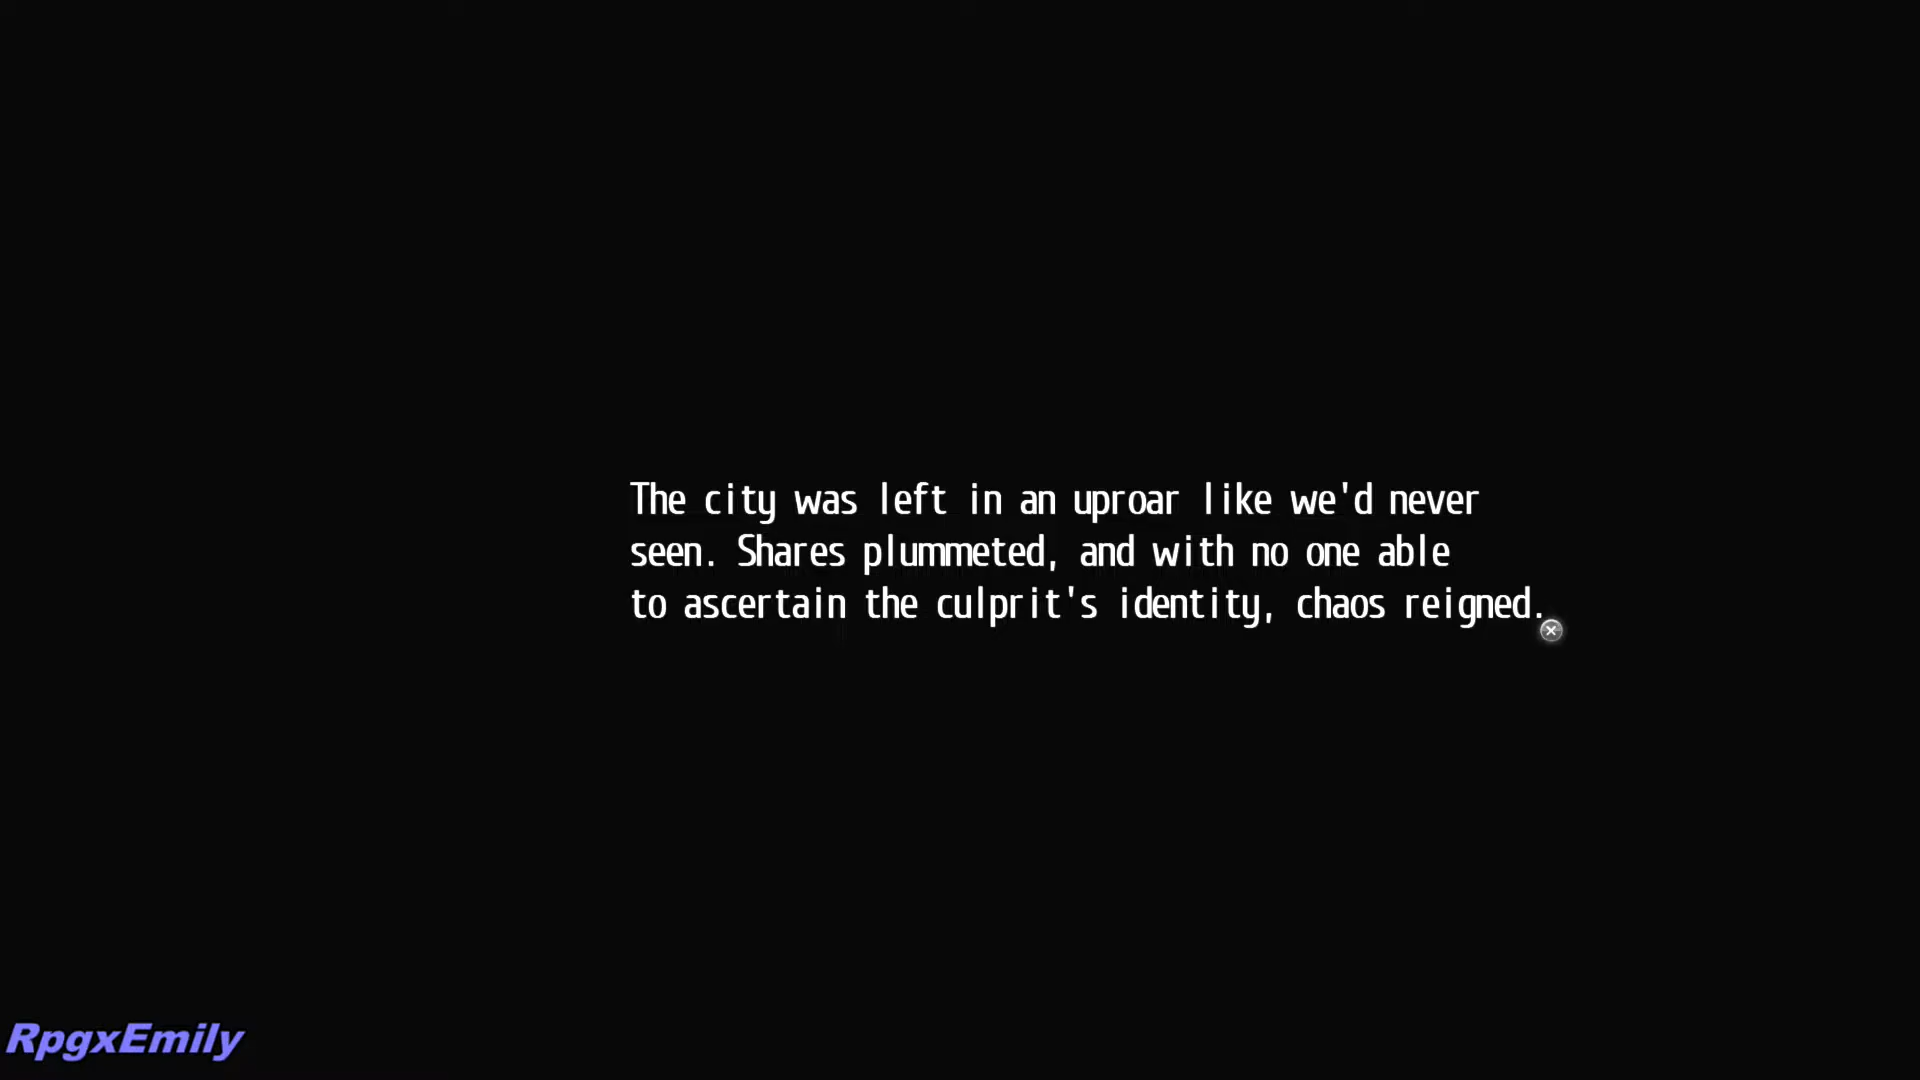 The city was left in an uproar like we'd never
seen. Shares plummeted, and with no one able
to ascertain the culprit's identity, chaos reigned.
RpgxEmily